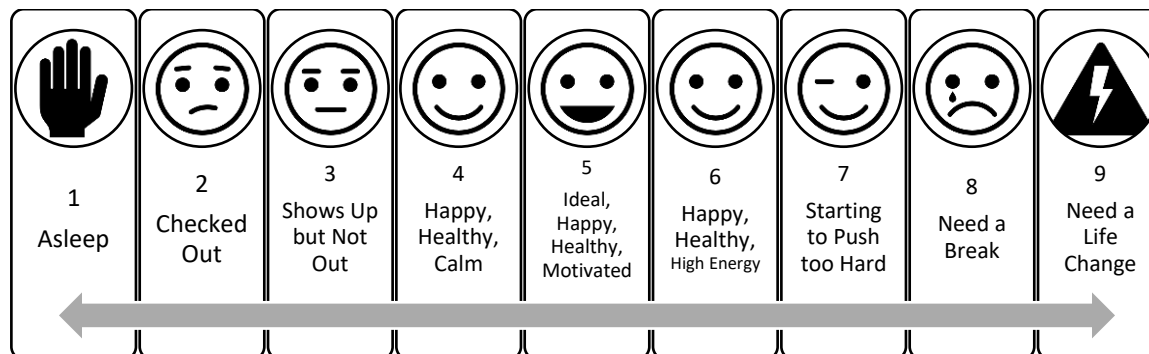 1
Asleep
2
Checked
Out
3
Shows Up
but Not
Out
4
Happy,
Healthy,
Calm
5
Ideal,
Happy,
Healthy,
Motivated
6
Happy,
Healthy,
High Energy
7
Starting
to Push
too Hard
8
Need a
Break
9
Need a
Life
Change